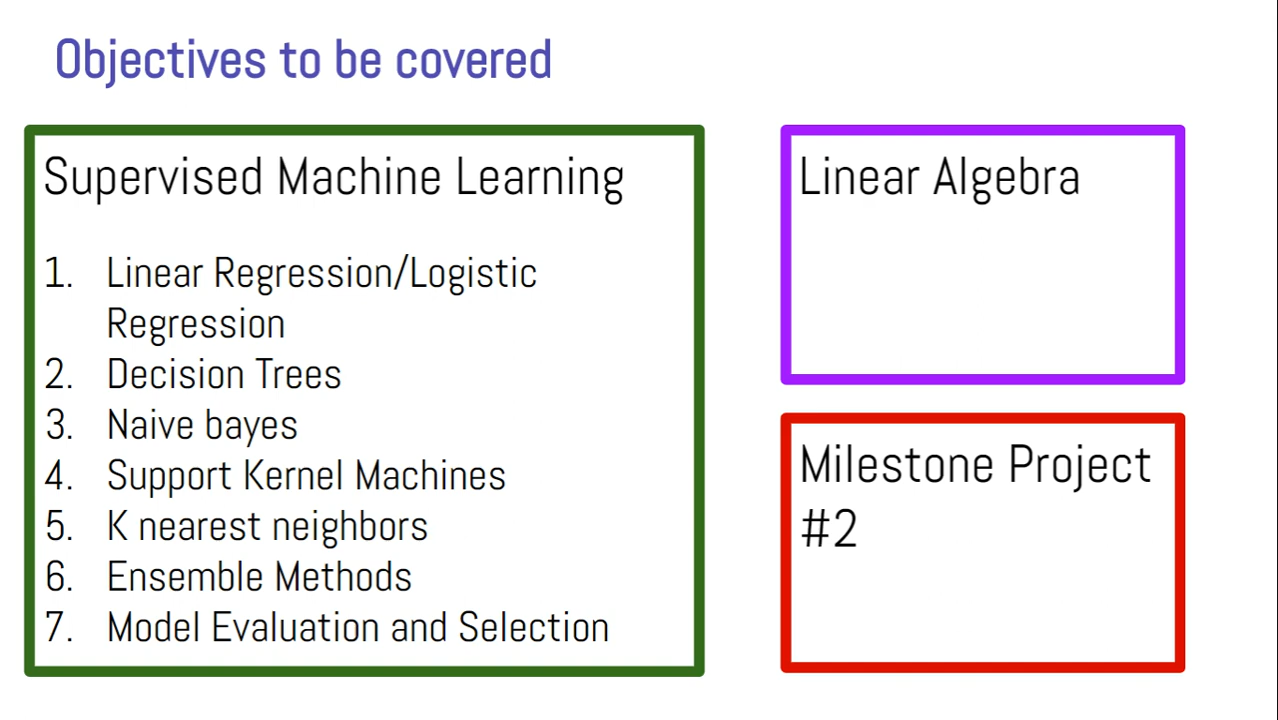 Objectives to be covered
Supervised Machine Learning
1. Linear Regression/Logistic
Regression
2. Decision Trees
3. Naive bayes
4. Support Kernel Machines
5. K nearest neighbors
6. Ensemble Methods
7. Model Evaluation and Selection
Linear Algebra
Milestone Project
#2